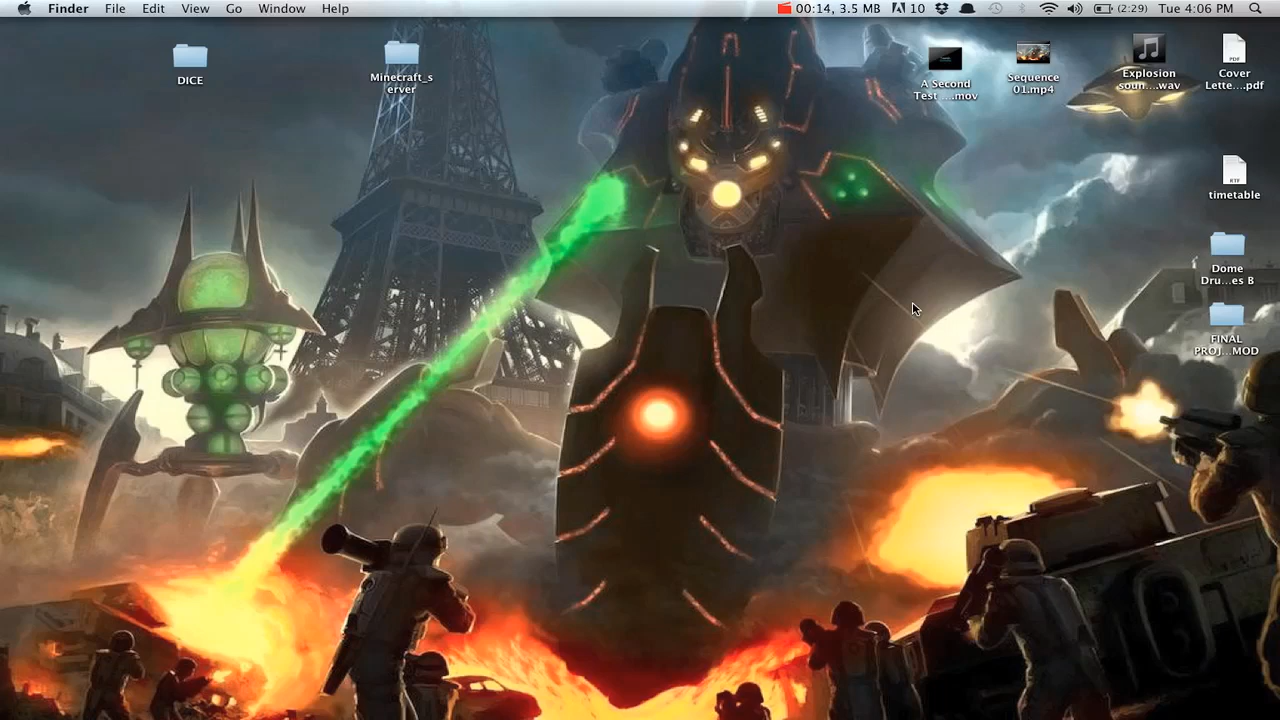 Finder File Edit View Go Window Help 00:14, 3.5 MB 10 (2:29) Tue 4:06 PM
DICE
Minecraft_s
erver
A Second
Test ....mov
Sequence
01.mp4
Explosion
soun....wav
Cover
Lette....pdf
PDF
timetable
RTF
Dome
Dru...es B
FINAL
PROJ...MOD